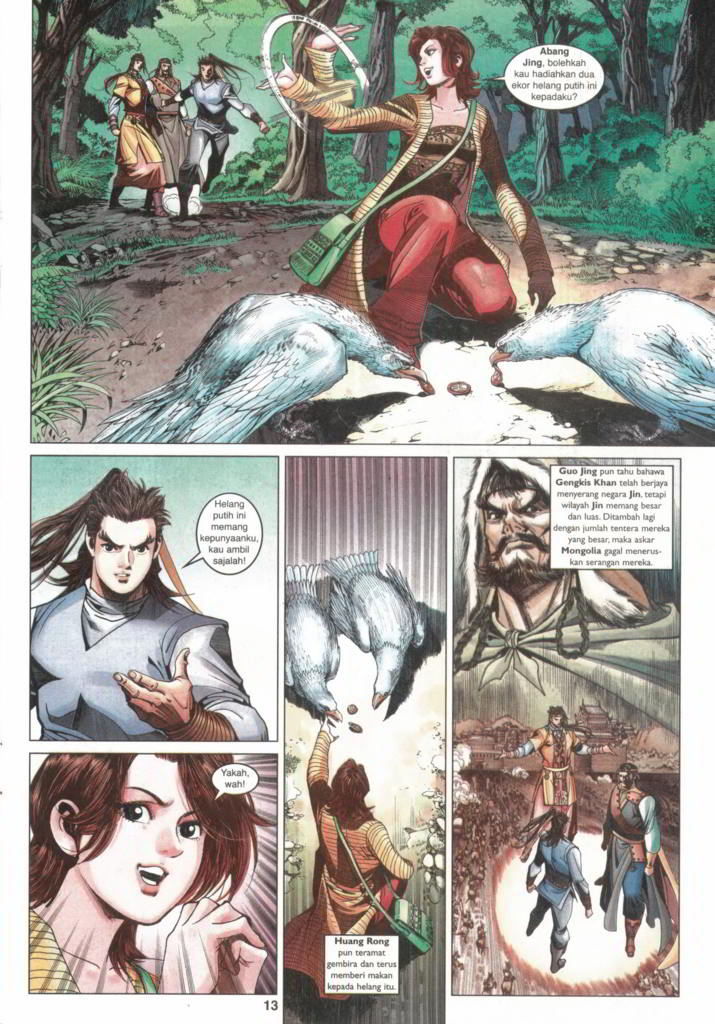 Abang
Jing, bolehkah
kau hadiahkan dua
ekor helang putih ini
kepadaku?
Helang
putih ini
memang
kepunyaanku,
kau ambil
sajalah!
Yakah,
wah!
Huang Rong
pun teramat
gembira dan terus
memberi makan
kepada helang itu.
Guo Jing pun tahu bahawa
Gengkis Khan telah berjaya
menyerang negara Jin, tetapi
wilayah Jin memang besar
dan luas. Ditambah lagi
dengan jumlah tentera mereka
yang besar, maka askar
Mongolia gagal menerus-
kan serangan mereka.
13